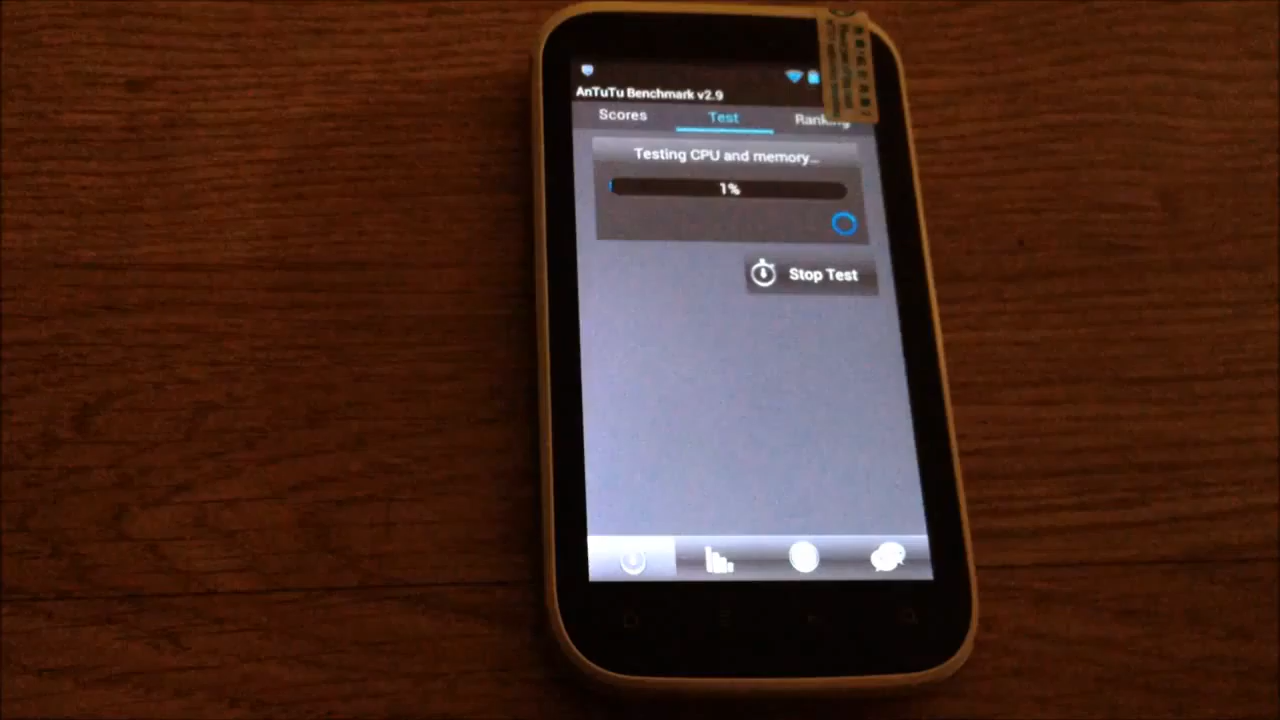 AnTuTu Benchmark v2.9
Scores Test Ranking
Testing CPU and memory...
1%
Stop Test